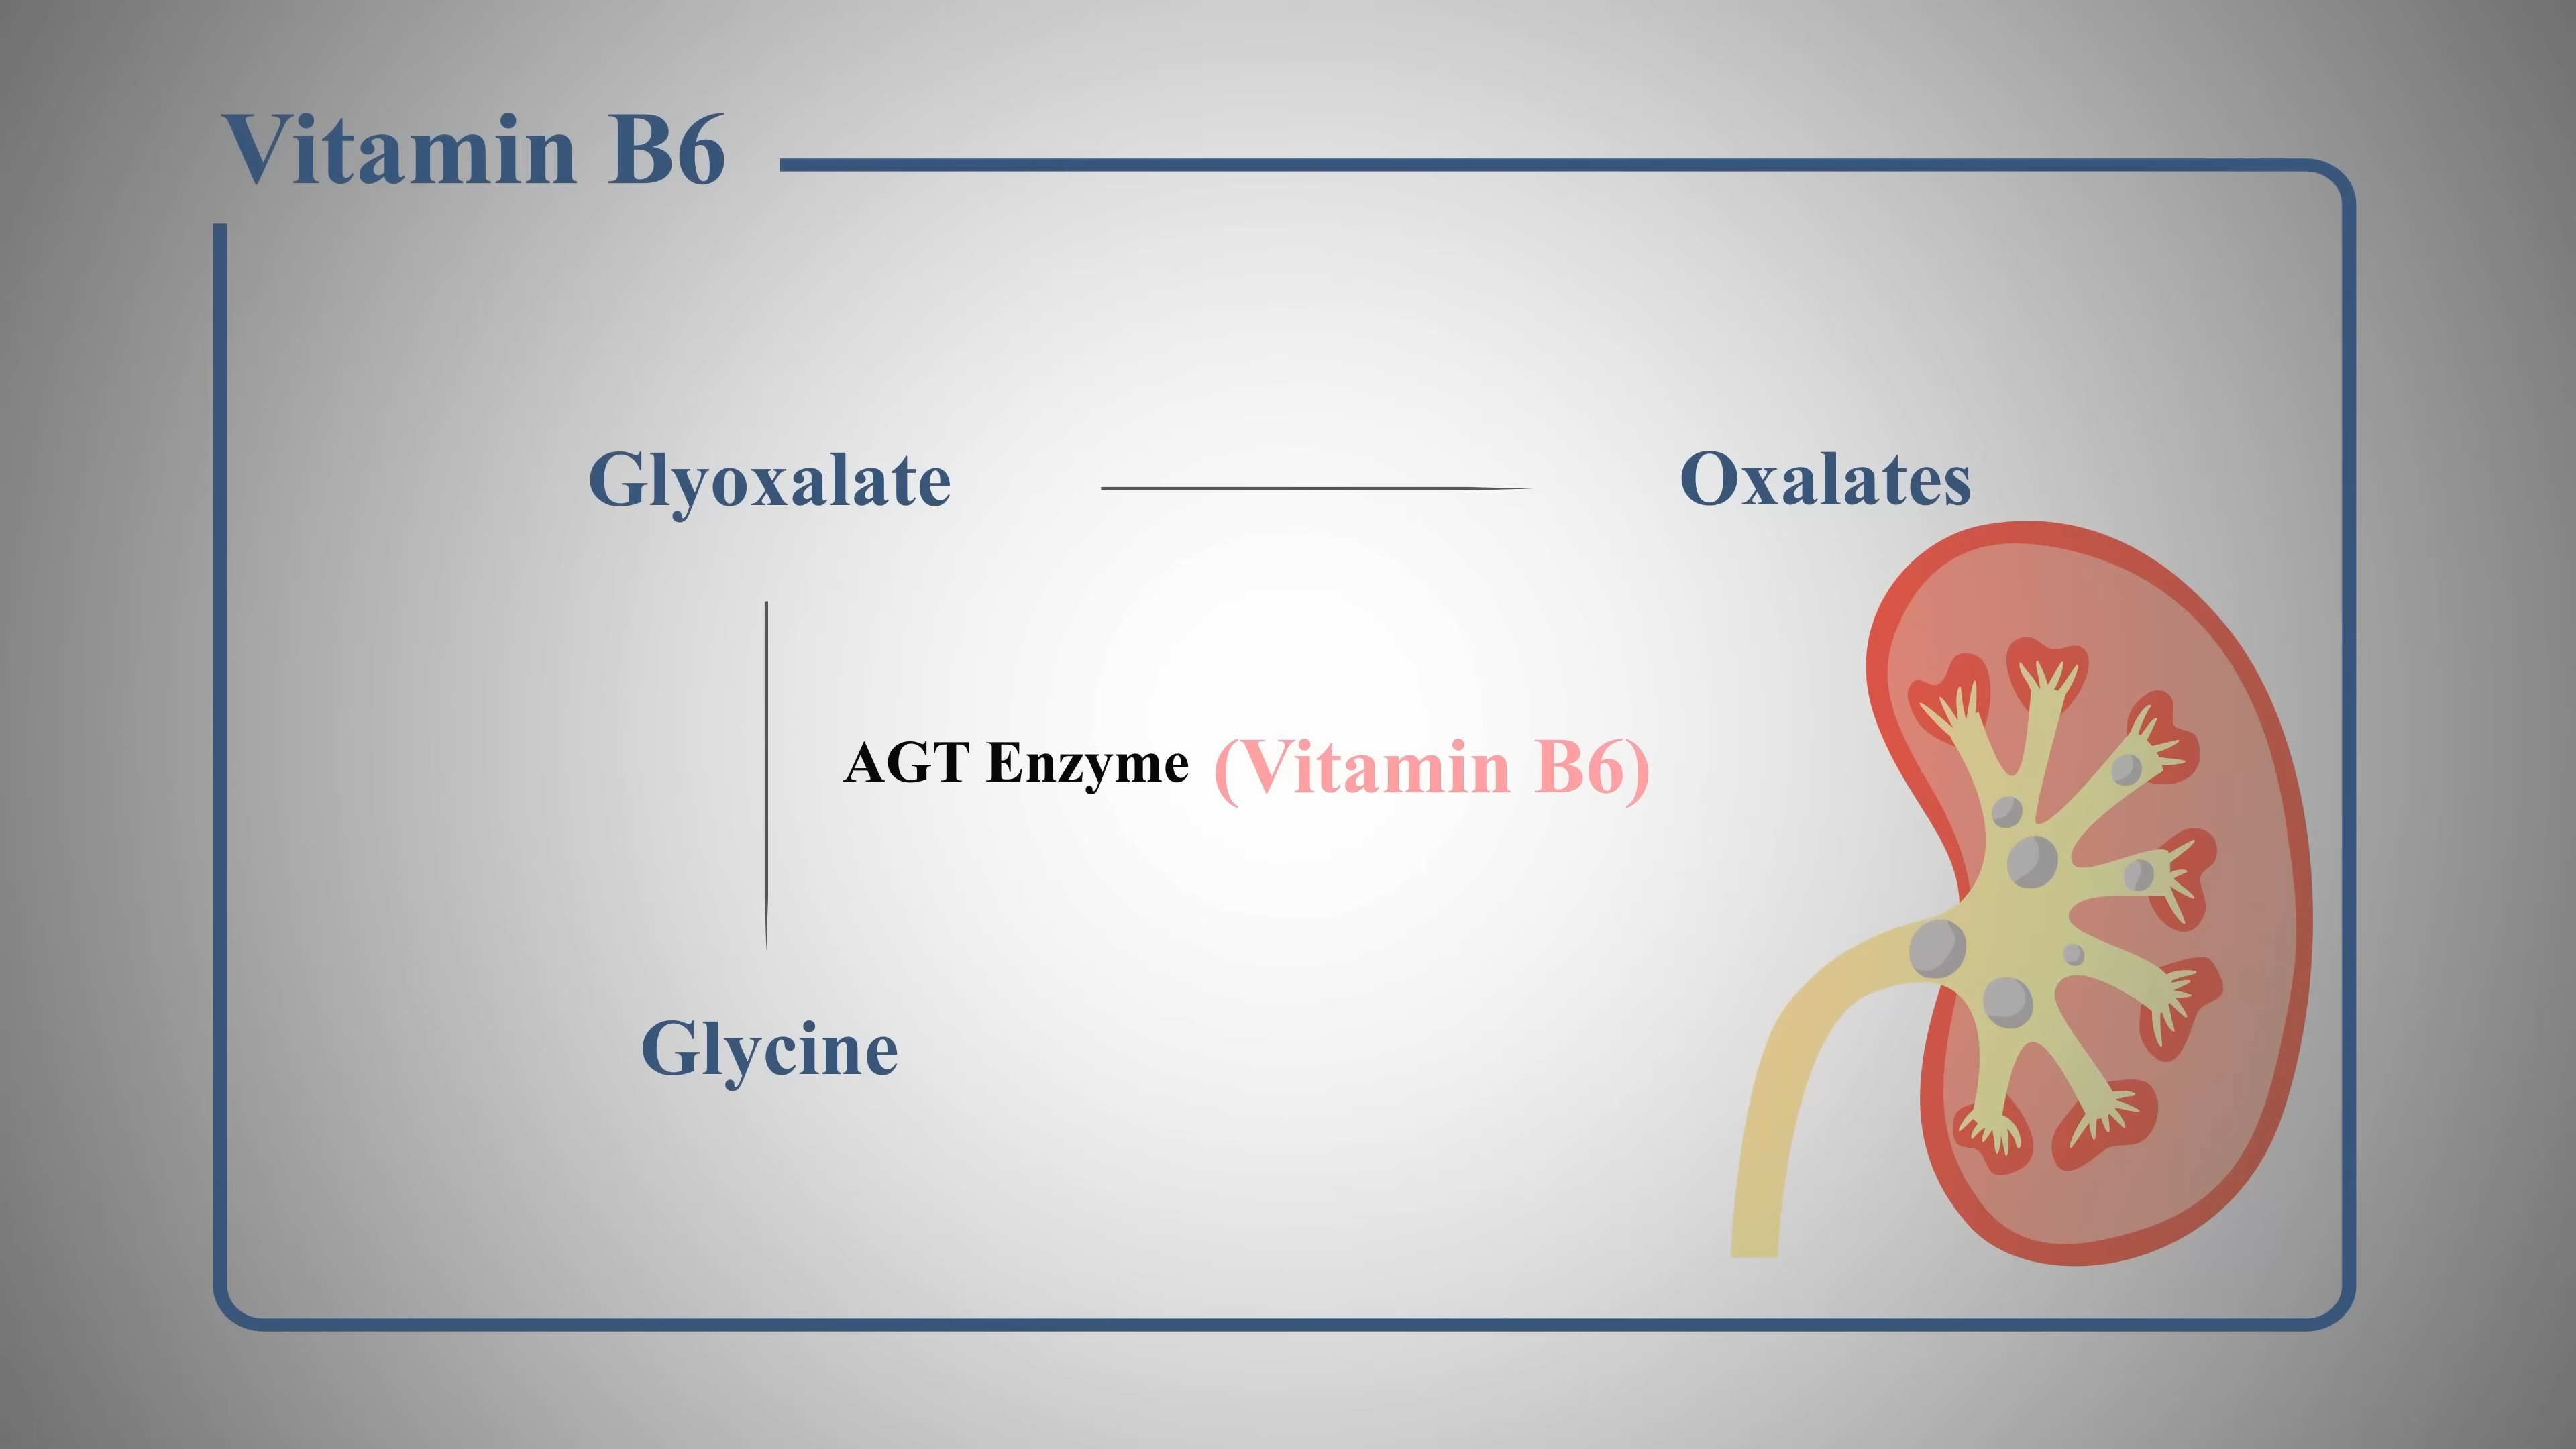 Vitamin B6
Glyoxalate
Oxalates
AGT Enzyme (Vitamin B6)
Glycine